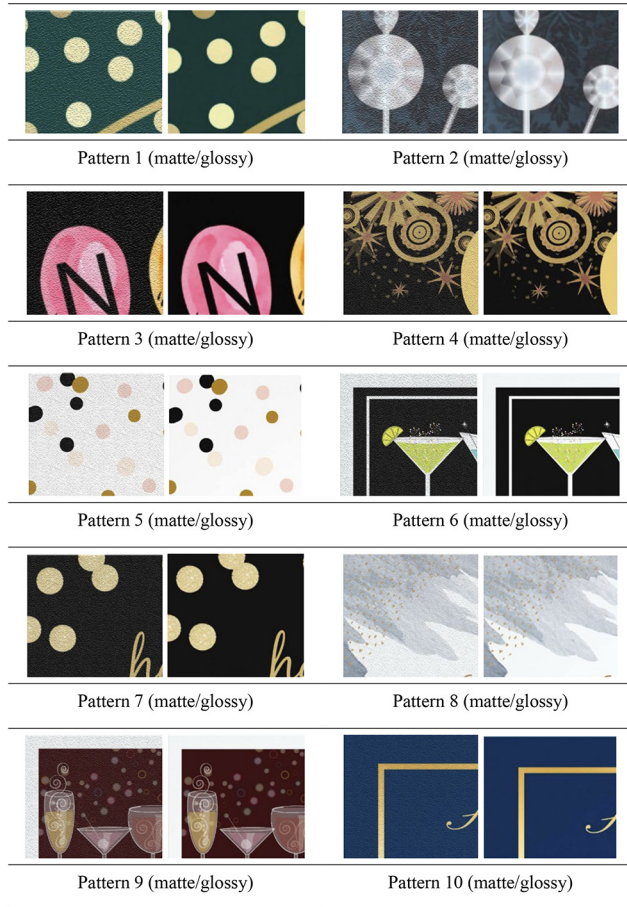 Pattern 1 (matte/glossy)
Pattern 2 (matte/glossy)
N
N
Pattern 3 (matte/glossy)
Pattern 4 (matte/glossy)
Pattern 5 (matte/glossy)
Pattern 6 (matte/glossy)
h
h
Pattern 7 (matte/glossy)
Pattern 8 (matte/glossy)
Pattern 9 (matte/glossy)
Pattern 10 (matte/glossy)